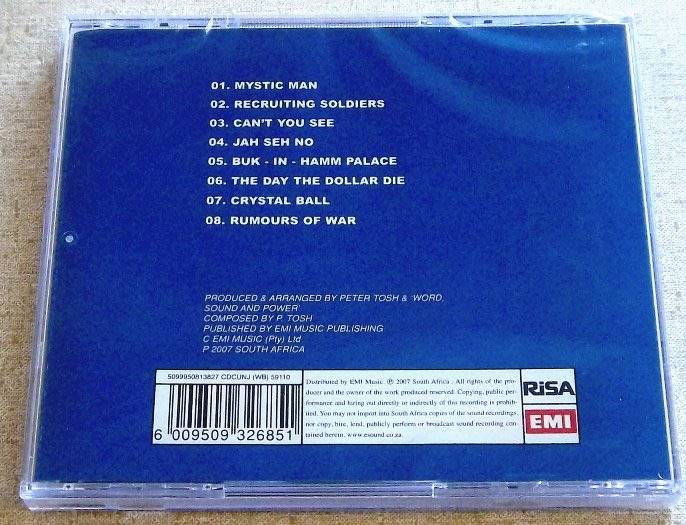 01. MYSTIC MAN
02. RECRUITING SOLDIERS
03. CAN'T YOU SEE
04. JAH SEH NO
05. BUK - IN - HAMM PALACE
06. THE DAY THE DOLLAR DIE
07. CRYSTAL BALL
08. RUMOURS OF WAR
PRODUCED & ARRANGED BY PETER TOSH & 'WORD,
SOUND AND POWER'
COMPOSED BY P. TOSH
PUBLISHED BY EMI MUSIC PUBLISHING
C EMI MUSIC (Pty) Ltd
P 2007 SOUTH AFRICA
5099950813827 CDCUNJ (WB) 59110
6 009509 326851
Distributed by EMI Music. ℗ 2007 South Africa . All rights of the pro-
ducer and the owner of the work produced reserved. Copying, public per-
formance and hiring out directly or indirectly of this recording is prohib-
ited. You may not import into South Africa copies of the sound recordings,
nor copy, hire, lend, publicly perform or broadcast sound recording con-
tained herein. www.esound.co.za
RiSA
EMI